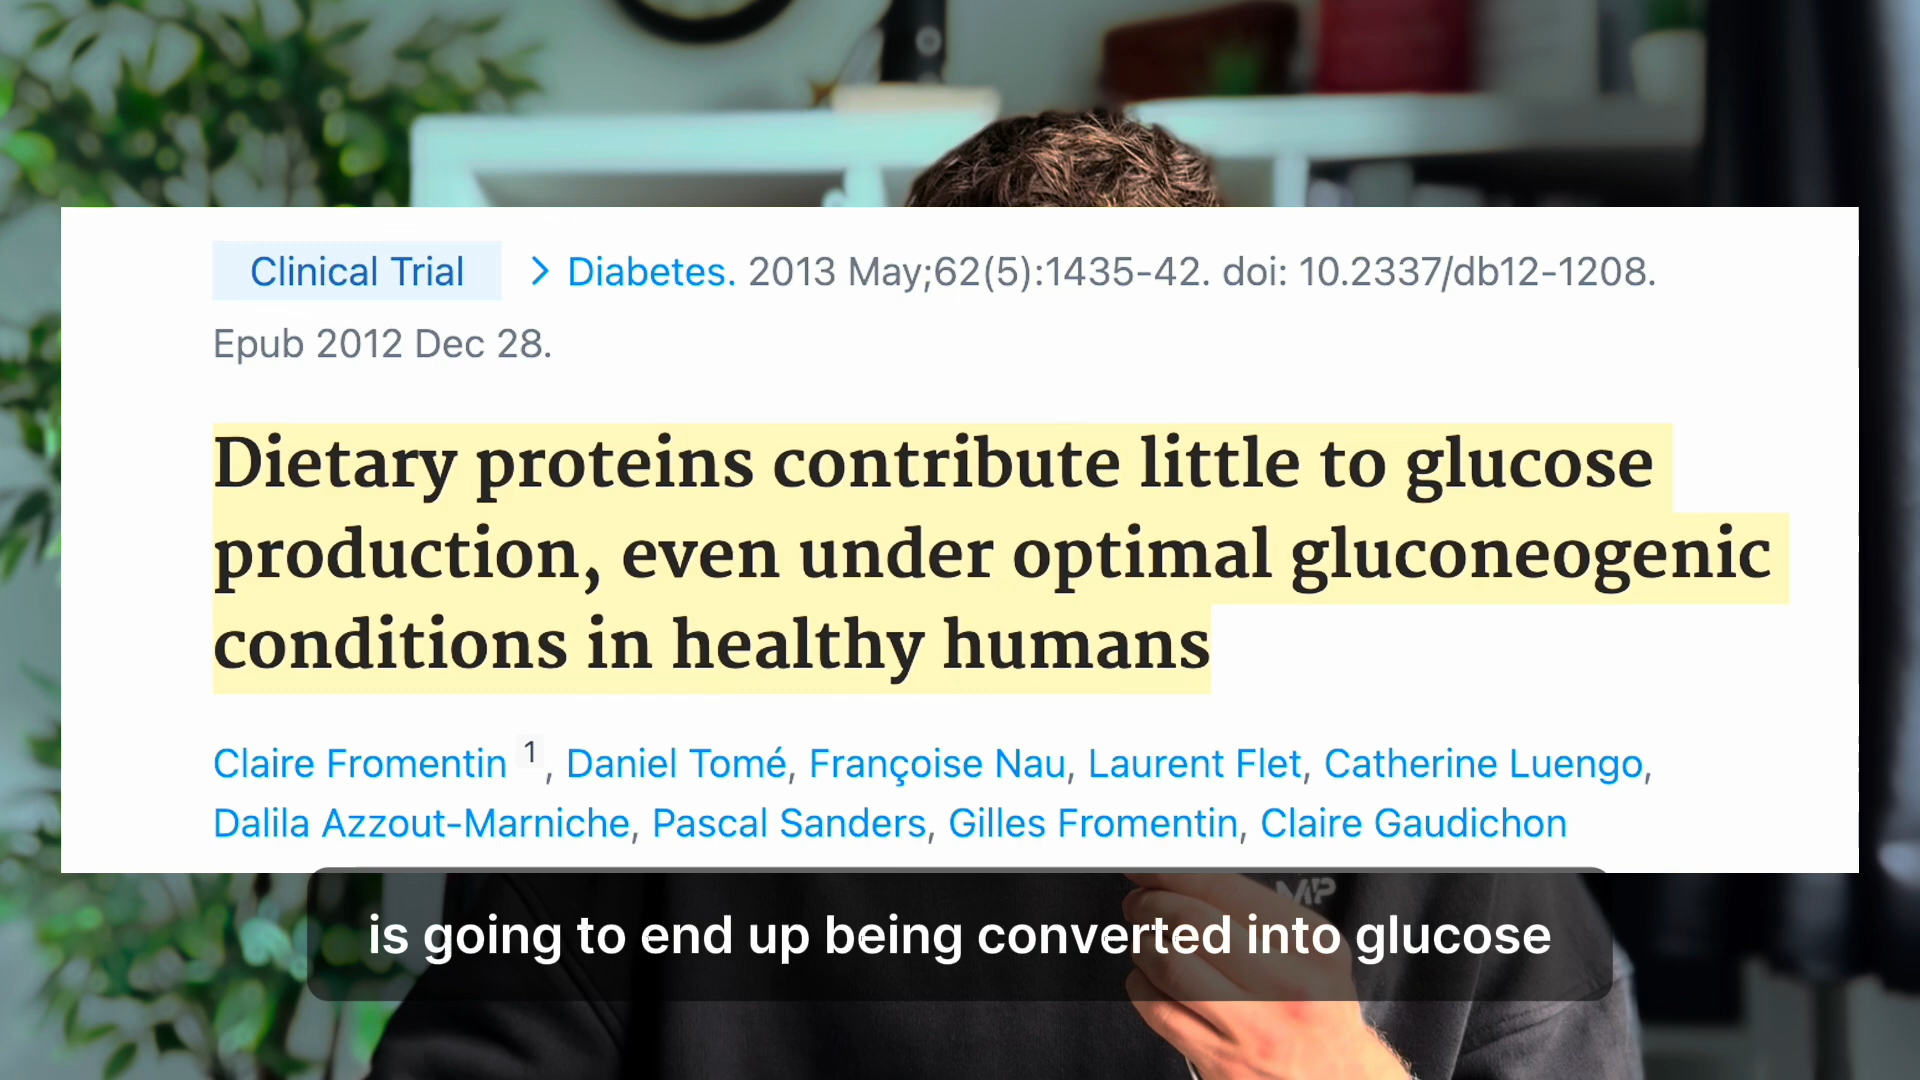 Clinical Trial > Diabetes. 2013 May;62(5):1435-42. doi: 10.2337/db12-1208.
Epub 2012 Dec 28.
Dietary proteins contribute little to glucose
production, even under optimal gluconeogenic
conditions in healthy humans
Claire Fromentin 1, Daniel Tomé, Françoise Nau, Laurent Flet, Catherine Luengo,
Dalila Azzout-Marniche, Pascal Sanders, Gilles Fromentin, Claire Gaudichon
MP
is going to end up being converted into glucose